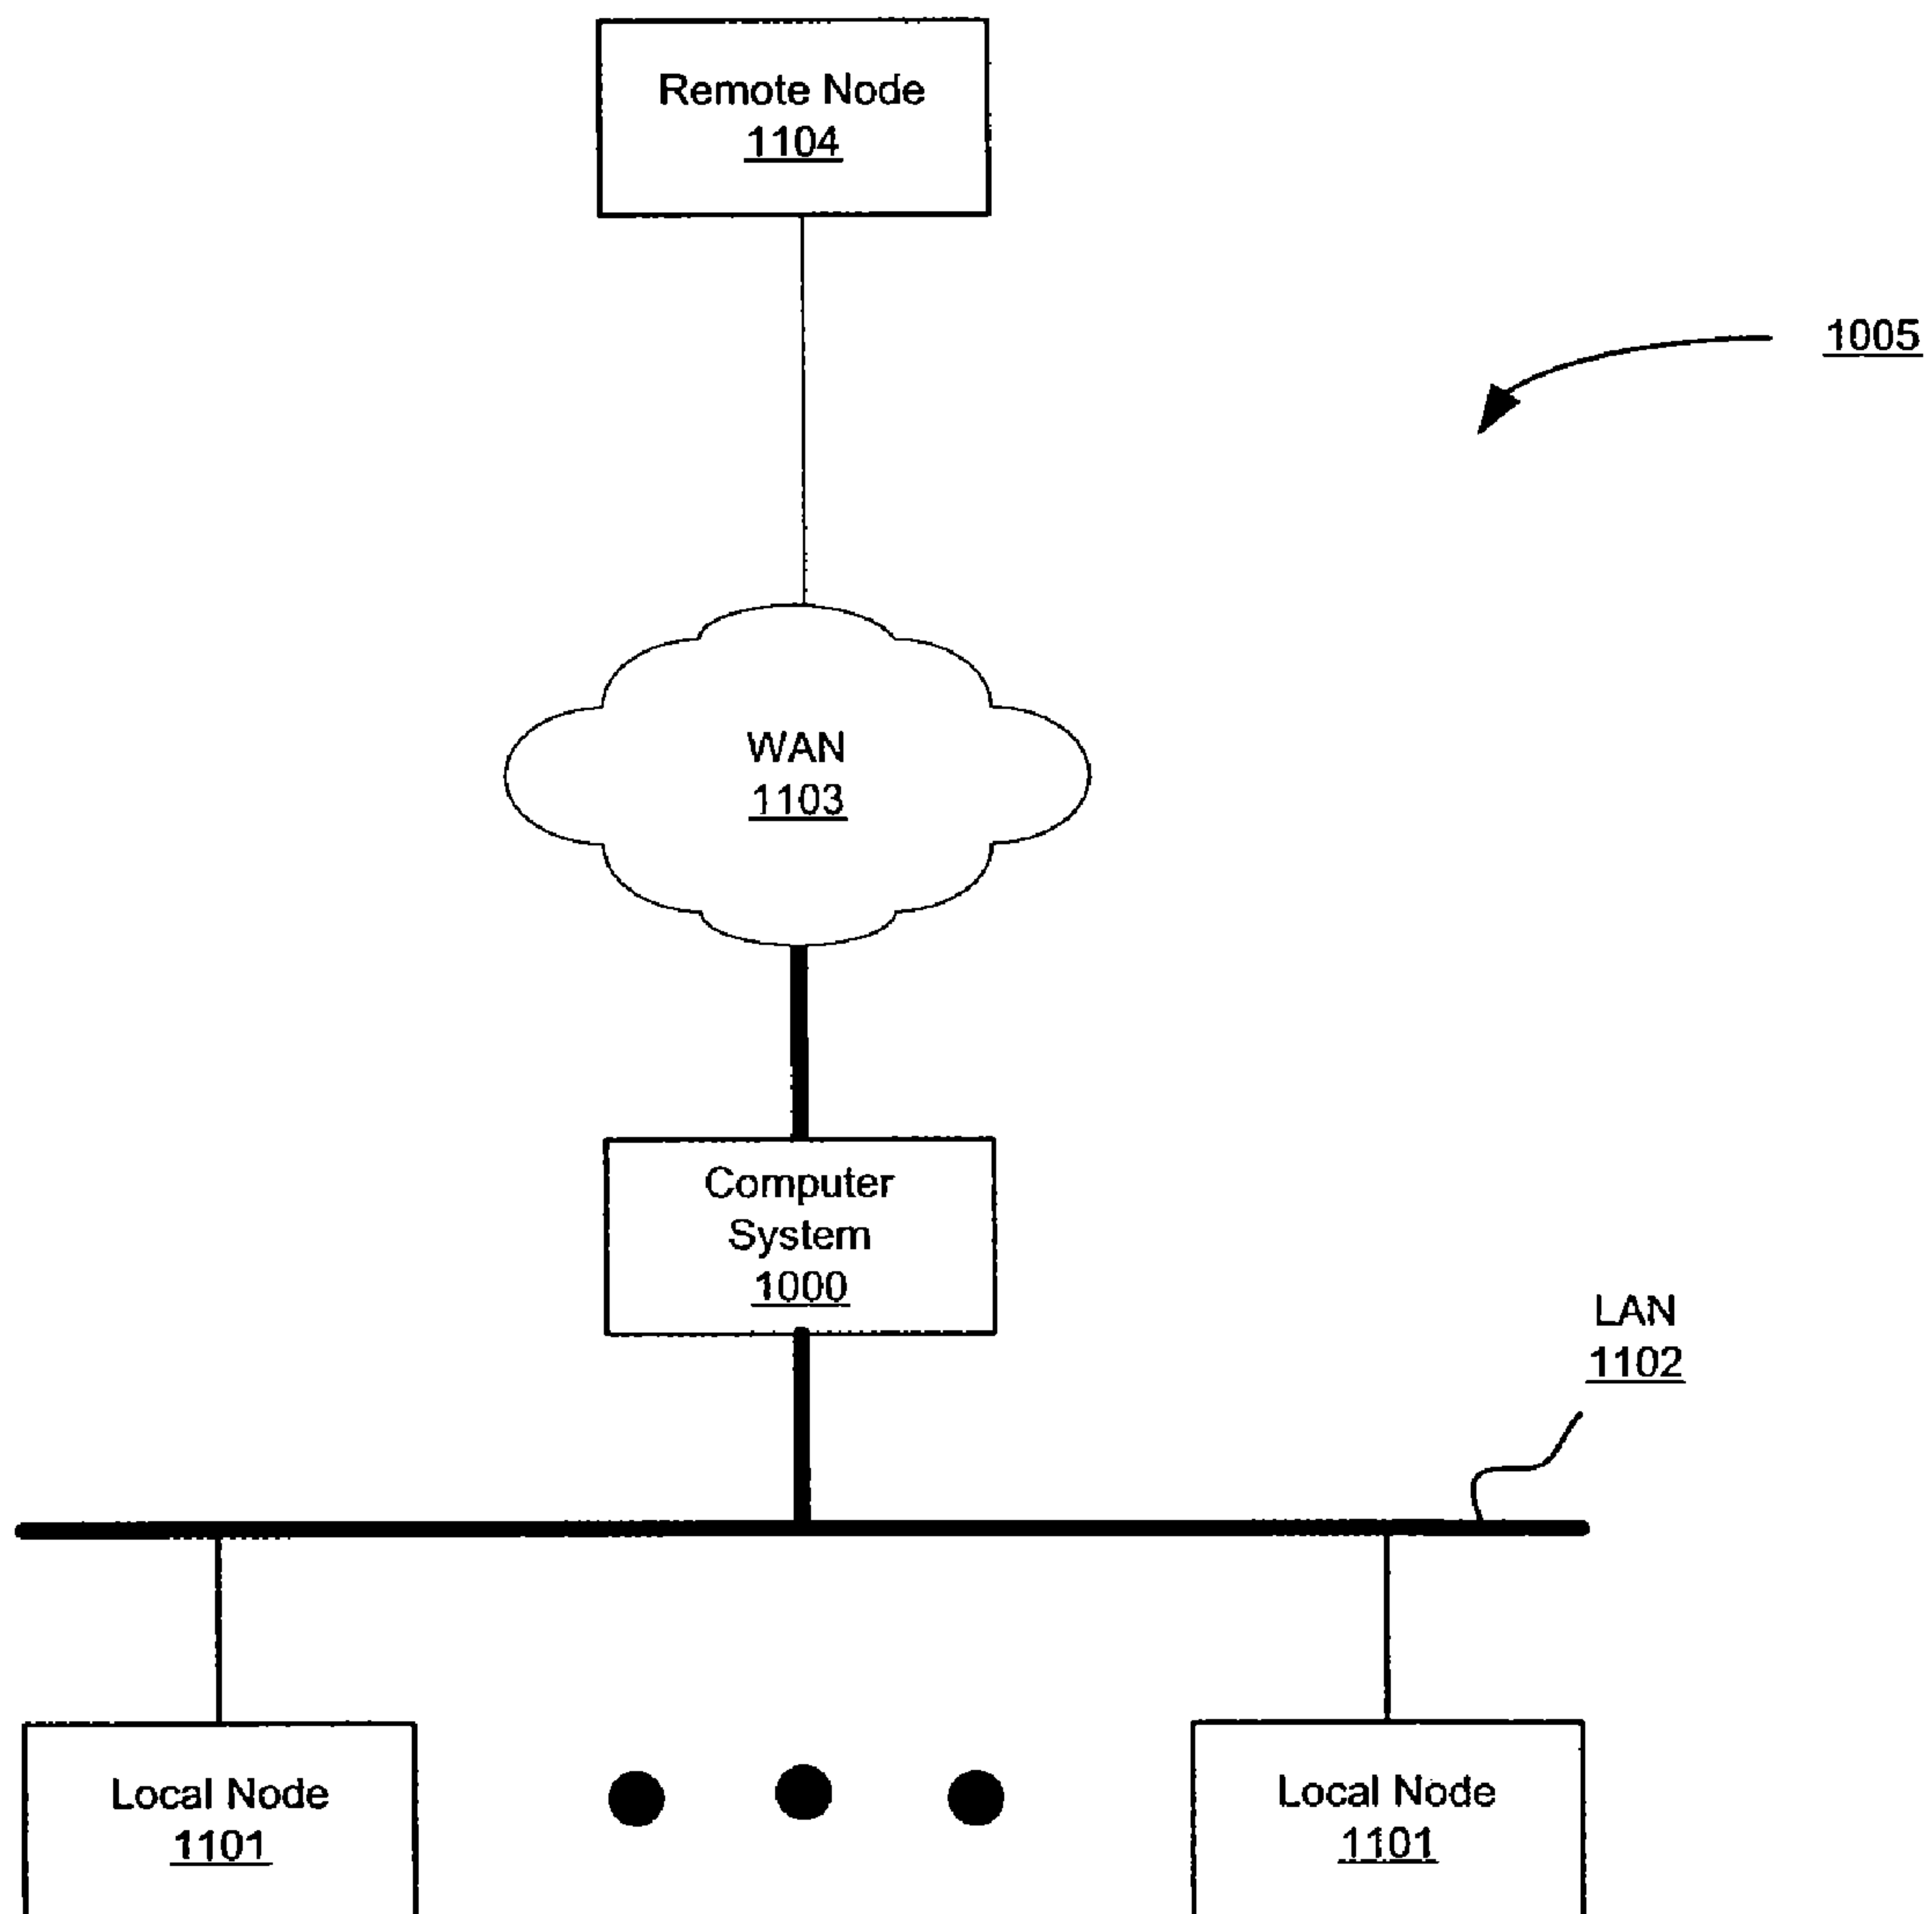 Remote Node
1104
1005
WAN
1103
Computer
System
1000
LAN
1102
Local Node
1101
Local Node
1101